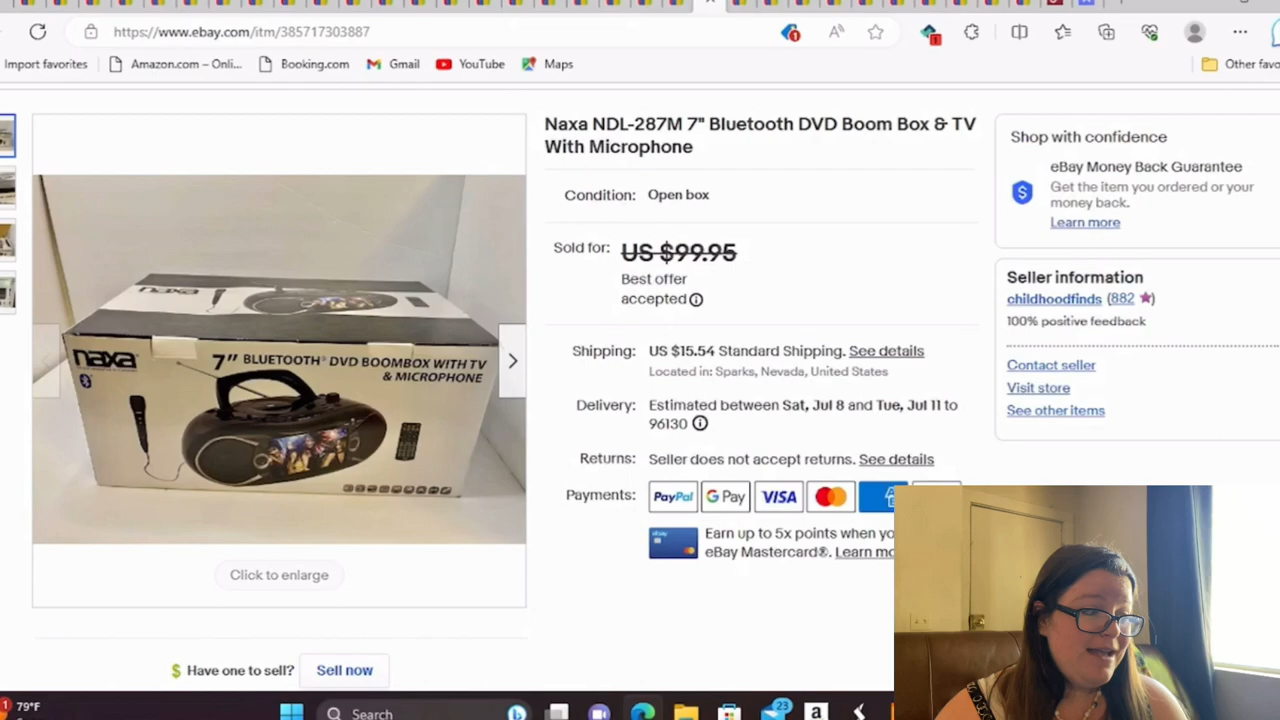 https://www.ebay.com/itm/385717303887
1
Import favorites
Amazon.com – Onli...
Booking.com
Gmail
YouTube
Maps
Other favo
Naxa NDL-287M 7" Bluetooth DVD Boom Box & TV
With Microphone
Condition: Open box
Sold for: US $99.95
Best offer
accepted
Shipping: US $15.54 Standard Shipping. See details
Located in: Sparks, Nevada, United States
Delivery: Estimated between Sat, Jul 8 and Tue, Jul 11 to
96130
Returns: Seller does not accept returns. See details
Payments: PayPal G Pay VISA
Earn up to 5x points when yo
eBay Mastercard®. Learn mo
Shop with confidence
eBay Money Back Guarantee
Get the item you ordered or your
money back.
Learn more
Seller information
childhoodfinds (882)
100% positive feedback
Contact seller
Visit store
See other items
naxa
naxa
7" BLUETOOTH® DVD BOOMBOX WITH TV
& MICROPHONE
Click to enlarge
Have one to sell? Sell now
1
79°F
Search
23